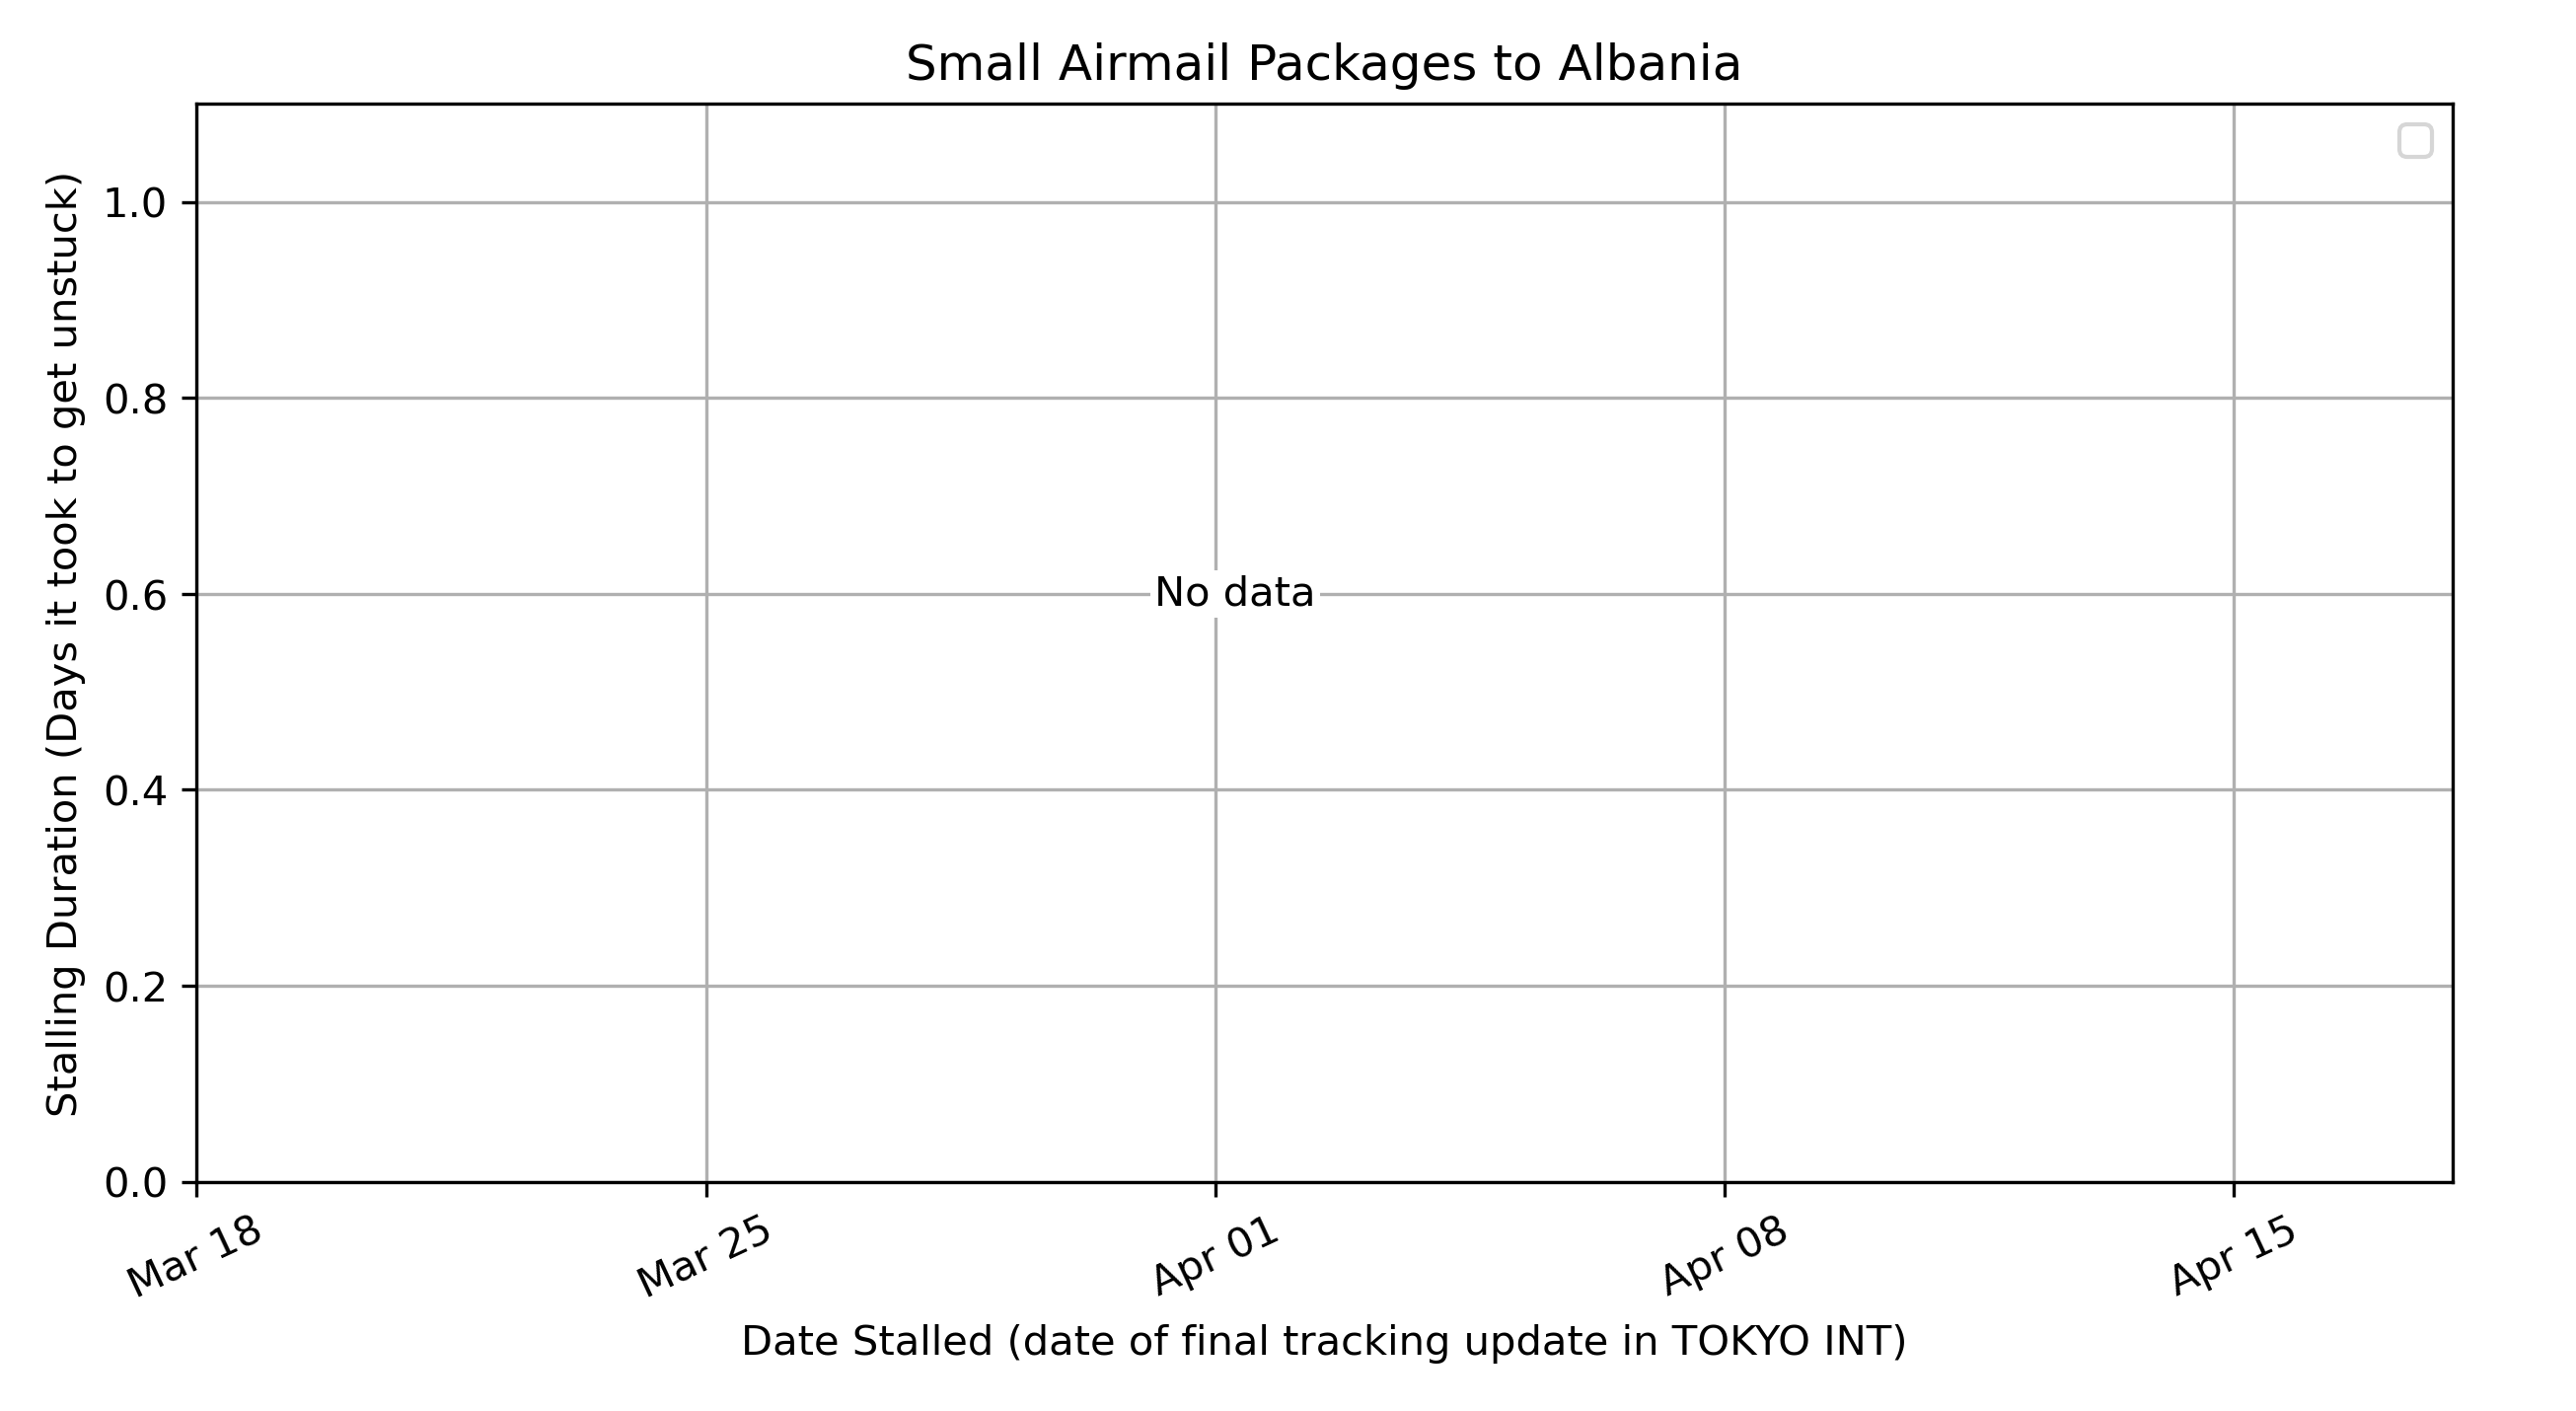 Small Airmail Packages to Albania
Stalling Duration (Days it took to get unstuck)
1.0
0.8
0.6
0.4
0.2
0.0
No data
Mar 18
Mar 25
Apr 01
Apr 08
Apr 15
Date Stalled (date of final tracking update in TOKYO INT)